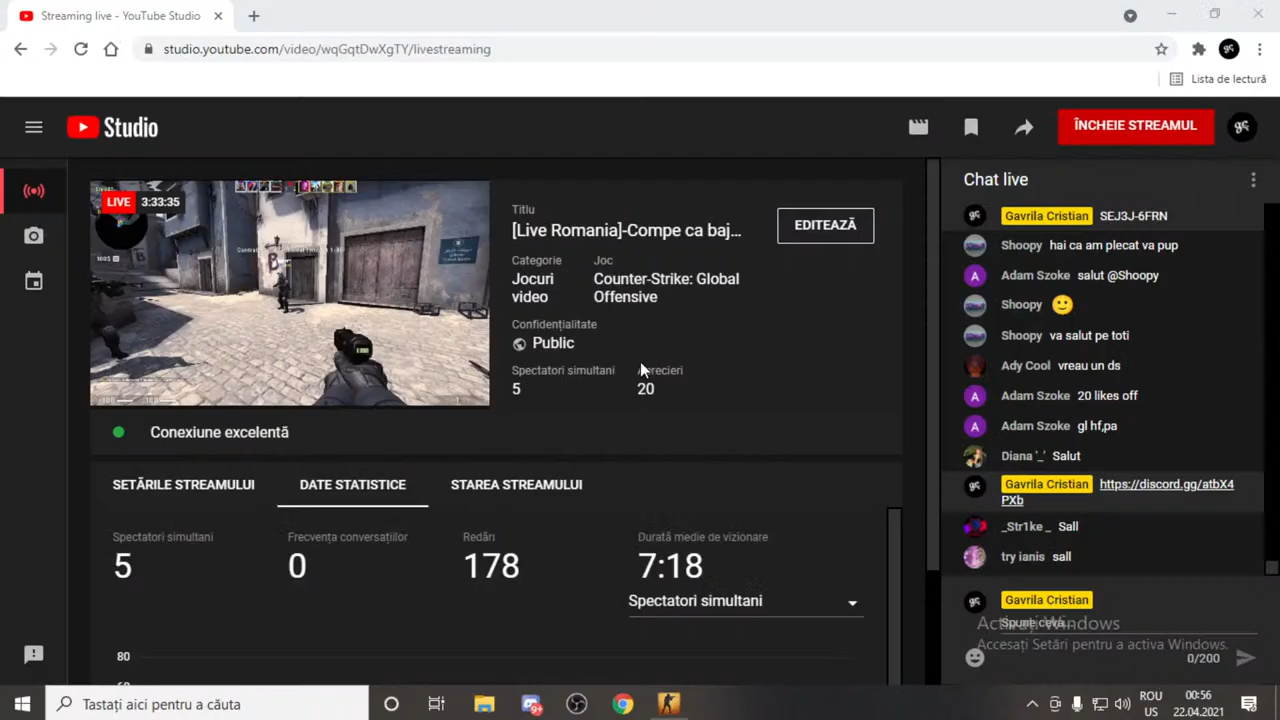 Streaming live - YouTube Studio
studio.youtube.com/video/wqGqtDwXgTY/livestreaming
Lista de lectură
Studio
ÎNCHEIE STREAMUL
LIVE 3:33:35
Titlu
[Live Romania]-Compe ca baj...
EDITEAZĂ
Categorie
Jocuri
video
Joc
Counter-Strike: Global
Offensive
Confidențialitate
Public
Spectatori simultani
5
20
Conexiune excelentă
SETĂRILE STREAMULUI
DATE STATISTICE
STAREA STREAMULUI
Spectatori simultani
5
Frecvența conversațiilor
0
Redări
178
Durată medie de vizionare
7:18
Spectatori simultani
80
Chat live
Gavrila Cristian SEJ3J-6FRN
Shoopy hai ca am plecat va pup
Adam Szoke salut @Shoopy
Shoopy 🙂
Shoopy va salut pe toti
Ady Cool vreau un ds
Adam Szoke 20 likes off
Adam Szoke gl hf,pa
Diana '_' Salut
Gavrila Cristian https://discord.gg/atbX4
PXb
_Str1ke _ Sall
try ianis sall
Gavrila Cristian
Spune ceva...
Activați Windows
Accesați Setări pentru a activa Windows.
0/200
Tastați aici pentru a căuta
ROU
US
00:56
22.04.2021